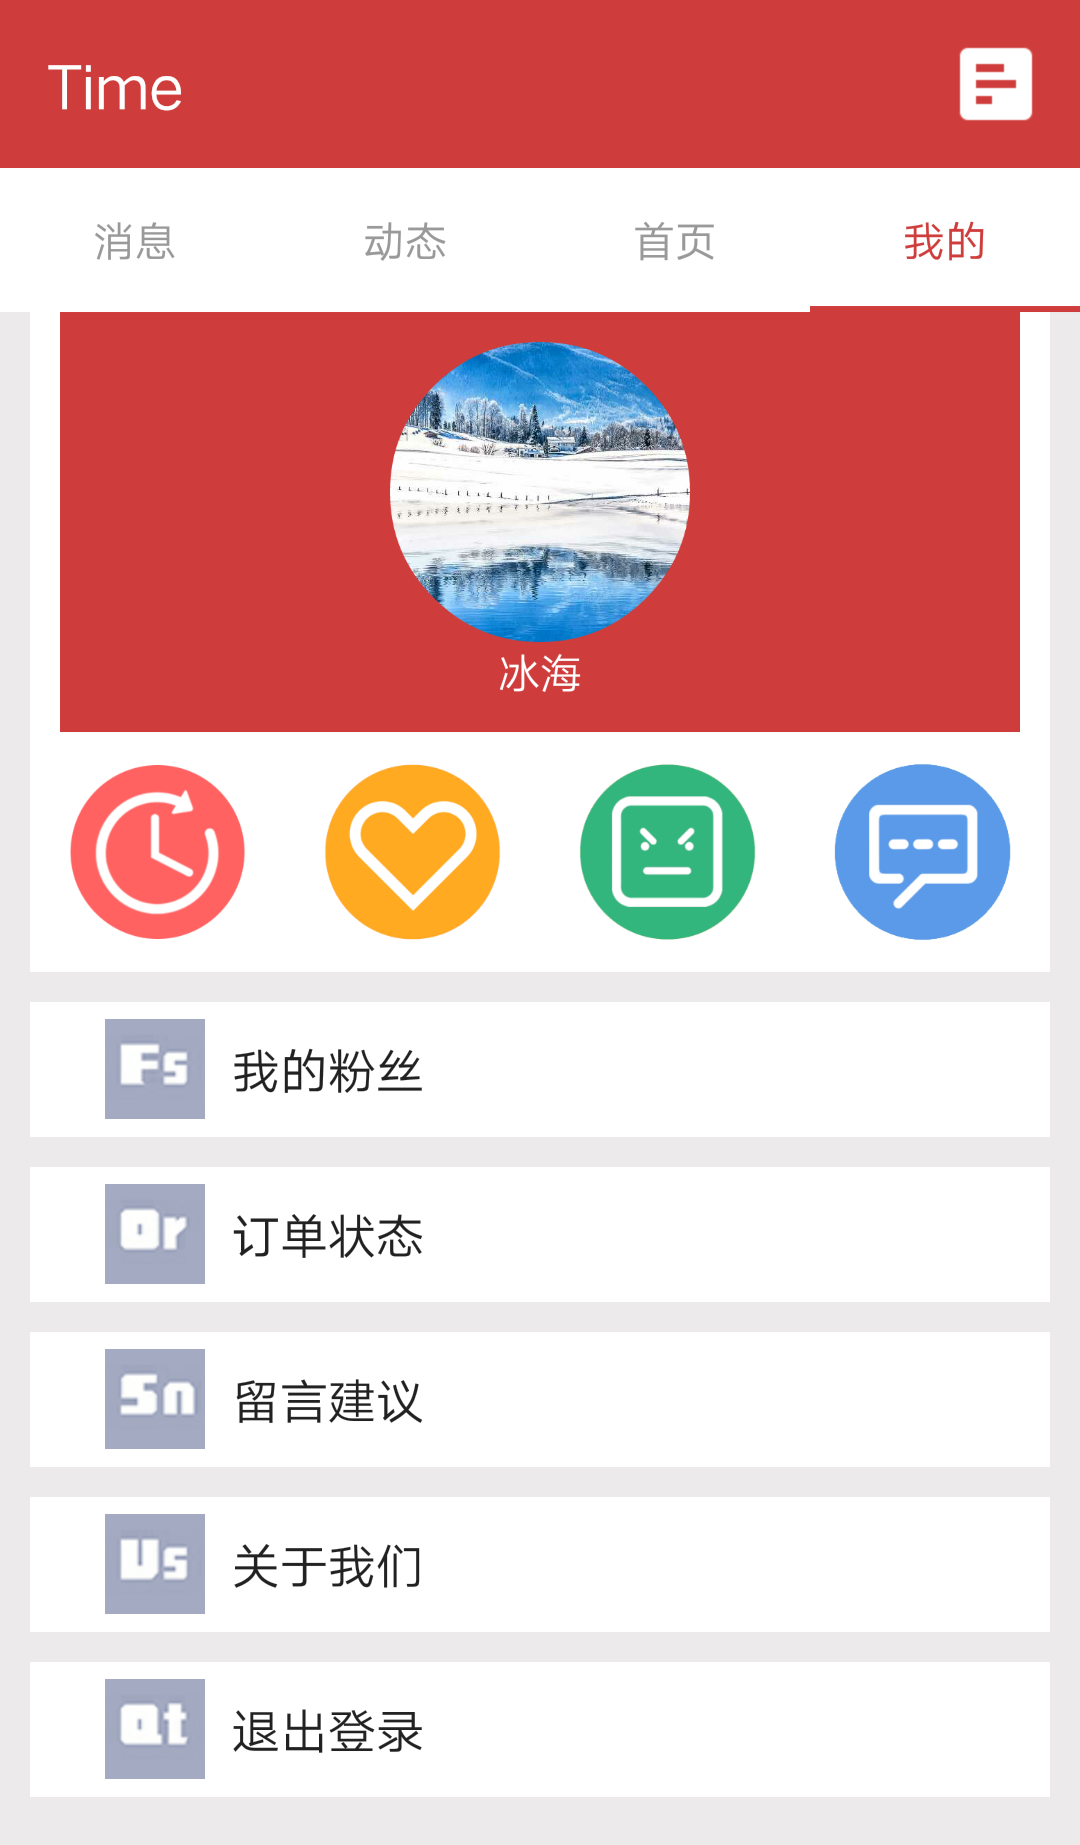 Time
消息 动态 首页 我的
冰海
Fs 我的粉丝
Or 订单状态
Sn 留言建议
Us 关于我们
Qt 退出登录